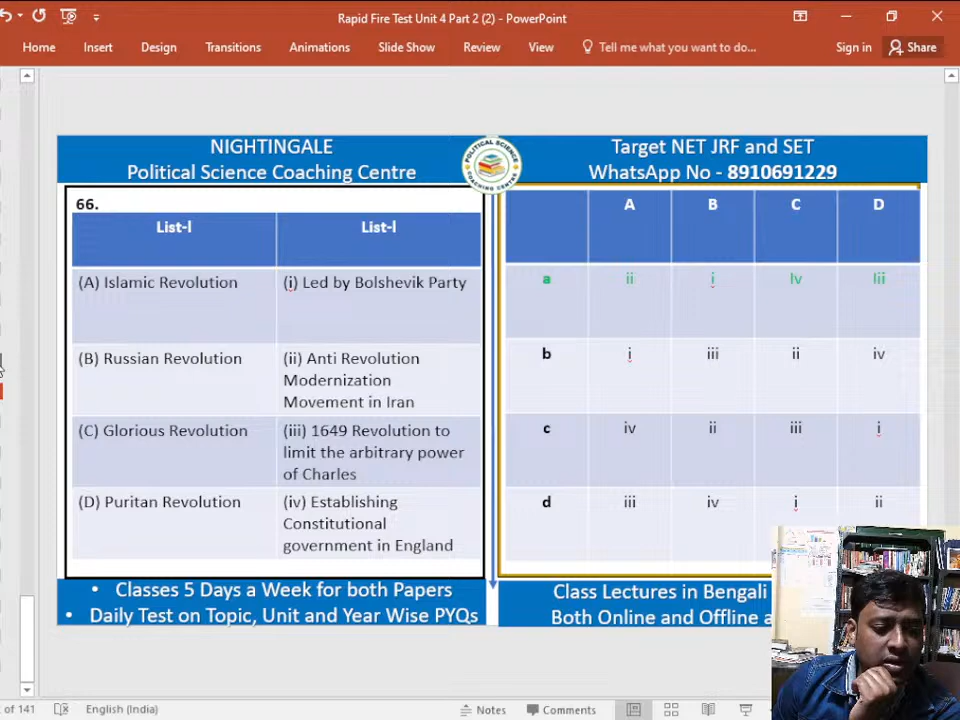 Rapid Fire Test Unit 4 Part 2 (2) - PowerPoint
Home Insert Design Transitions Animations Slide Show Review View Tell me what you want to do... Sign in Share
NIGHTINGALE
Political Science Coaching Centre
POLITICAL SCIENCE
COACHING CENTRE
Target NET JRF and SET
WhatsApp No - 8910691229
66.
List-I List-I
(A) Islamic Revolution (i) Led by Bolshevik Party
(B) Russian Revolution (ii) Anti Revolution
Modernization
Movement in Iran
(C) Glorious Revolution (iii) 1649 Revolution to
limit the arbitrary power
of Charles
(D) Puritan Revolution (iv) Establishing
Constitutional
government in England
A B C D
a ii i Iv Iii
b i iii ii iv
c iv ii iii i
d iii iv i ii
• Classes 5 Days a Week for both Papers
• Daily Test on Topic, Unit and Year Wise PYQs
Class Lectures in Bengali
Both Online and Offline a
of 141 English (India) Notes Comments